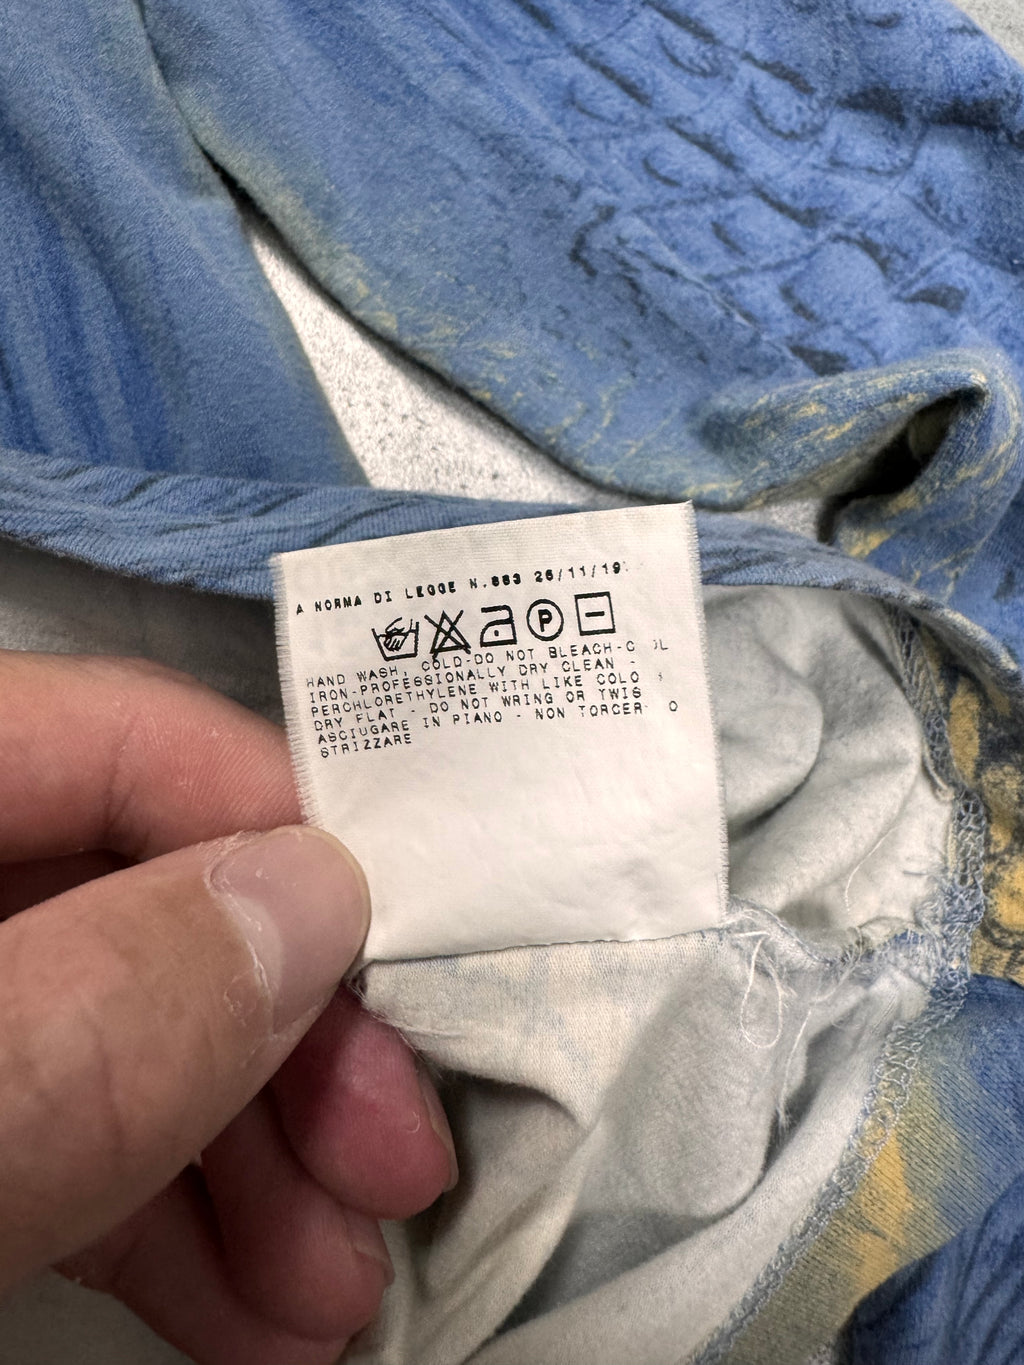 A NORMA DI LEGGE N.883 26/11/19
P
HAND WASH, COLD-DO NOT BLEACH-C OL
IRON-PROFESSIONALLY DRY CLEAN -
PERCHLORETHYLENE WITH LIKE COLO S
DRY FLAT - DO NOT WRING OR TWIS
ASCIUGARE IN PIANO - NON TORCER O
STRIZZARE